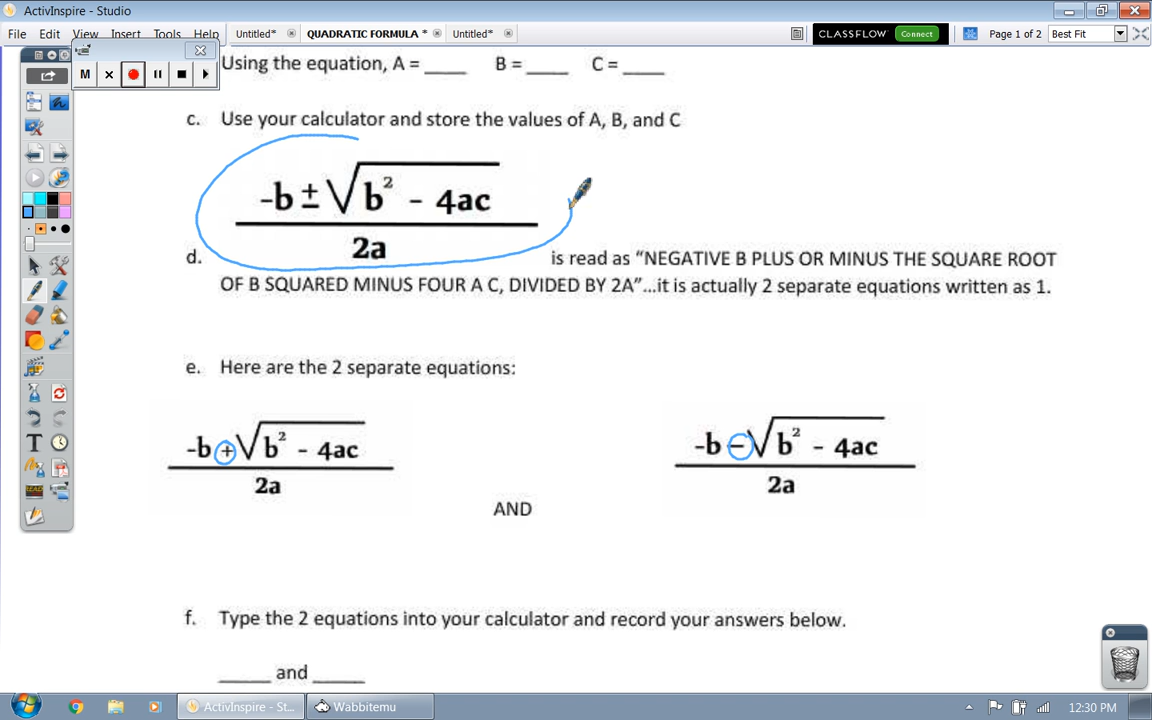 ActivInspire - Studio
File Edit View Insert Tools Help Untitled* QUADRATIC FORMULA * Untitled* CLASSFLOW Connect Page 1 of 2 Best Fit
M
Using the equation, A = ____ B = ____ C = ____
c. Use your calculator and store the values of A, B, and C
-b ± √b² - 4ac
2a
d. is read as “NEGATIVE B PLUS OR MINUS THE SQUARE ROOT
OF B SQUARED MINUS FOUR A C, DIVIDED BY 2A”...it is actually 2 separate equations written as 1.
e. Here are the 2 separate equations:
-b + √b² - 4ac
2a
AND
-b - √b² - 4ac
2a
f. Type the 2 equations into your calculator and record your answers below.
_____ and _____
T
ActivInspire - St... Wabbitemu 12:30 PM